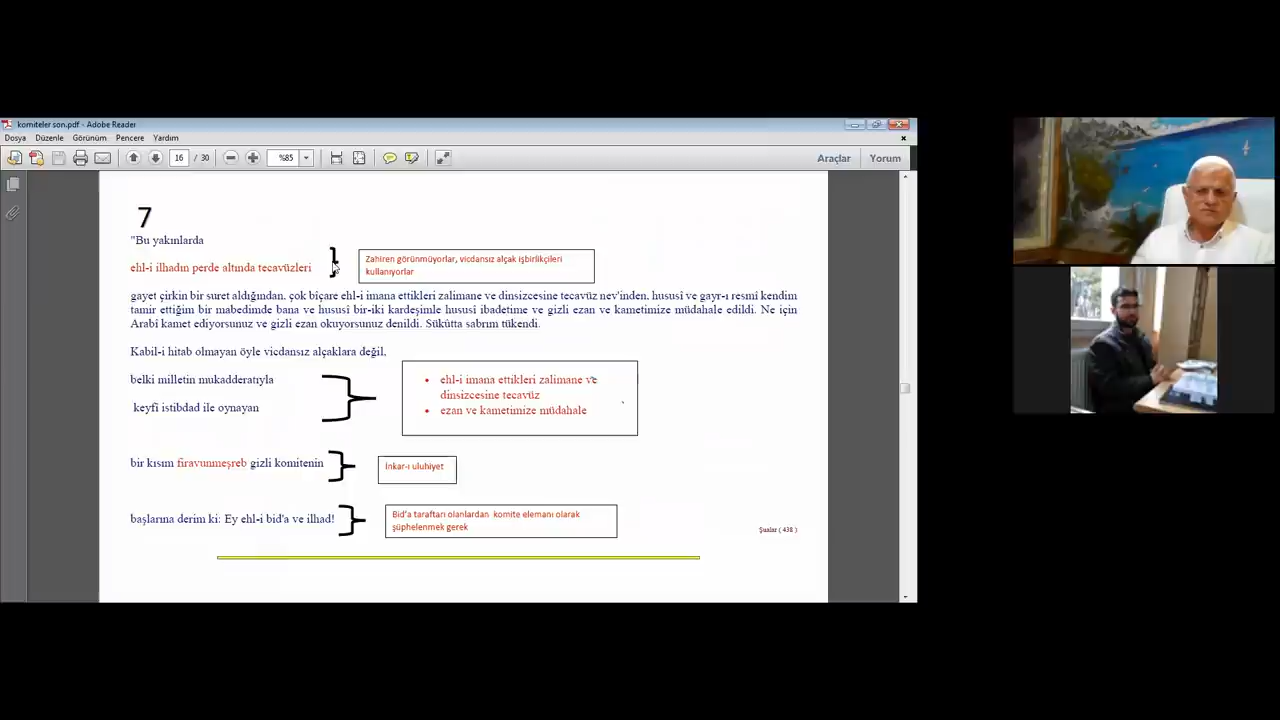 komiteler son.pdf - Adobe Reader
Dosya Düzenle Görünüm Pencere Yardım
16 / 30 %85 Araçlar Yorum
7
"Bu yakınlarda
ehl-i ilhadın perde altında tecavüzleri
Zahiren görünmüyorlar, vicdansız alçak işbirlikçileri
kullanıyorlar
gayet çirkin bir suret aldığından, çok bîçare ehl-i imana ettikleri zalimane ve dinsizcesine tecavüz nev'inden, hususî ve gayr-ı resmî kendim
tamir ettiğim bir mabedimde bana ve hususî bir-iki kardeşimle hususî ibadetime ve gizli ezan ve kametimize müdahale edildi. Ne için
Arabî kamet ediyorsunuz ve gizli ezan okuyorsunuz denildi. Sükûtta sabrım tükendi.
Kabil-i hitab olmayan öyle vicdansız alçaklara değil,
belki milletin mukadderatıyla
keyfî istibdad ile oynayan
• ehl-i imana ettikleri zalimane ve
dinsizcesine tecavüz
• ezan ve kametimize müdahale
bir kısım firavunmeşreb gizli komitenin
İnkar-ı uluhiyet
başlarına derim ki: Ey ehl-i bid'a ve ilhad!
Bid'a taraftarı olanlardan komite elemanı olarak
şüphelenmek gerek
Şualar ( 438 )